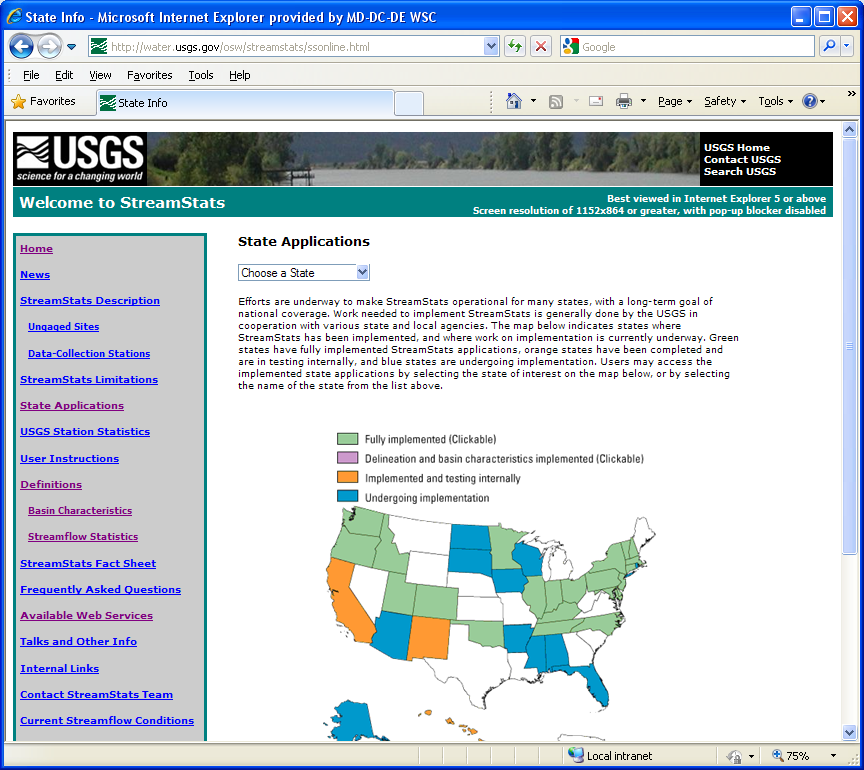 State Info - Microsoft Internet Explorer provided by MD-DC-DE WSC
http://water.usgs.gov/osw/streamstats/ssonline.html
Google
File Edit View Favorites Tools Help
Favorites State Info Page Safety Tools »
USGS
science for a changing world
USGS Home
Contact USGS
Search USGS
Welcome to StreamStats
Best viewed in Internet Explorer 5 or above
Screen resolution of 1152x864 or greater, with pop-up blocker disabled
Home
News
StreamStats Description
Ungaged Sites
Data-Collection Stations
StreamStats Limitations
State Applications
USGS Station Statistics
User Instructions
Definitions
Basin Characteristics
Streamflow Statistics
StreamStats Fact Sheet
Frequently Asked Questions
Available Web Services
Talks and Other Info
Internal Links
Contact StreamStats Team
Current Streamflow Conditions
State Applications
Choose a State
Efforts are underway to make StreamStats operational for many states, with a long-term goal of
national coverage. Work needed to implement StreamStats is generally done by the USGS in
cooperation with various state and local agencies. The map below indicates states where
StreamStats has been implemented, and where work on implementation is currently underway. Green
states have fully implemented StreamStats applications, orange states have been completed and
are in testing internally, and blue states are undergoing implementation. Users may access the
implemented state applications by selecting the state of interest on the map below, or by selecting
the name of the state from the list above.
Fully implemented (Clickable)
Delineation and basin characteristics implemented (Clickable)
Implemented and testing internally
Undergoing implementation
Local intranet
75%